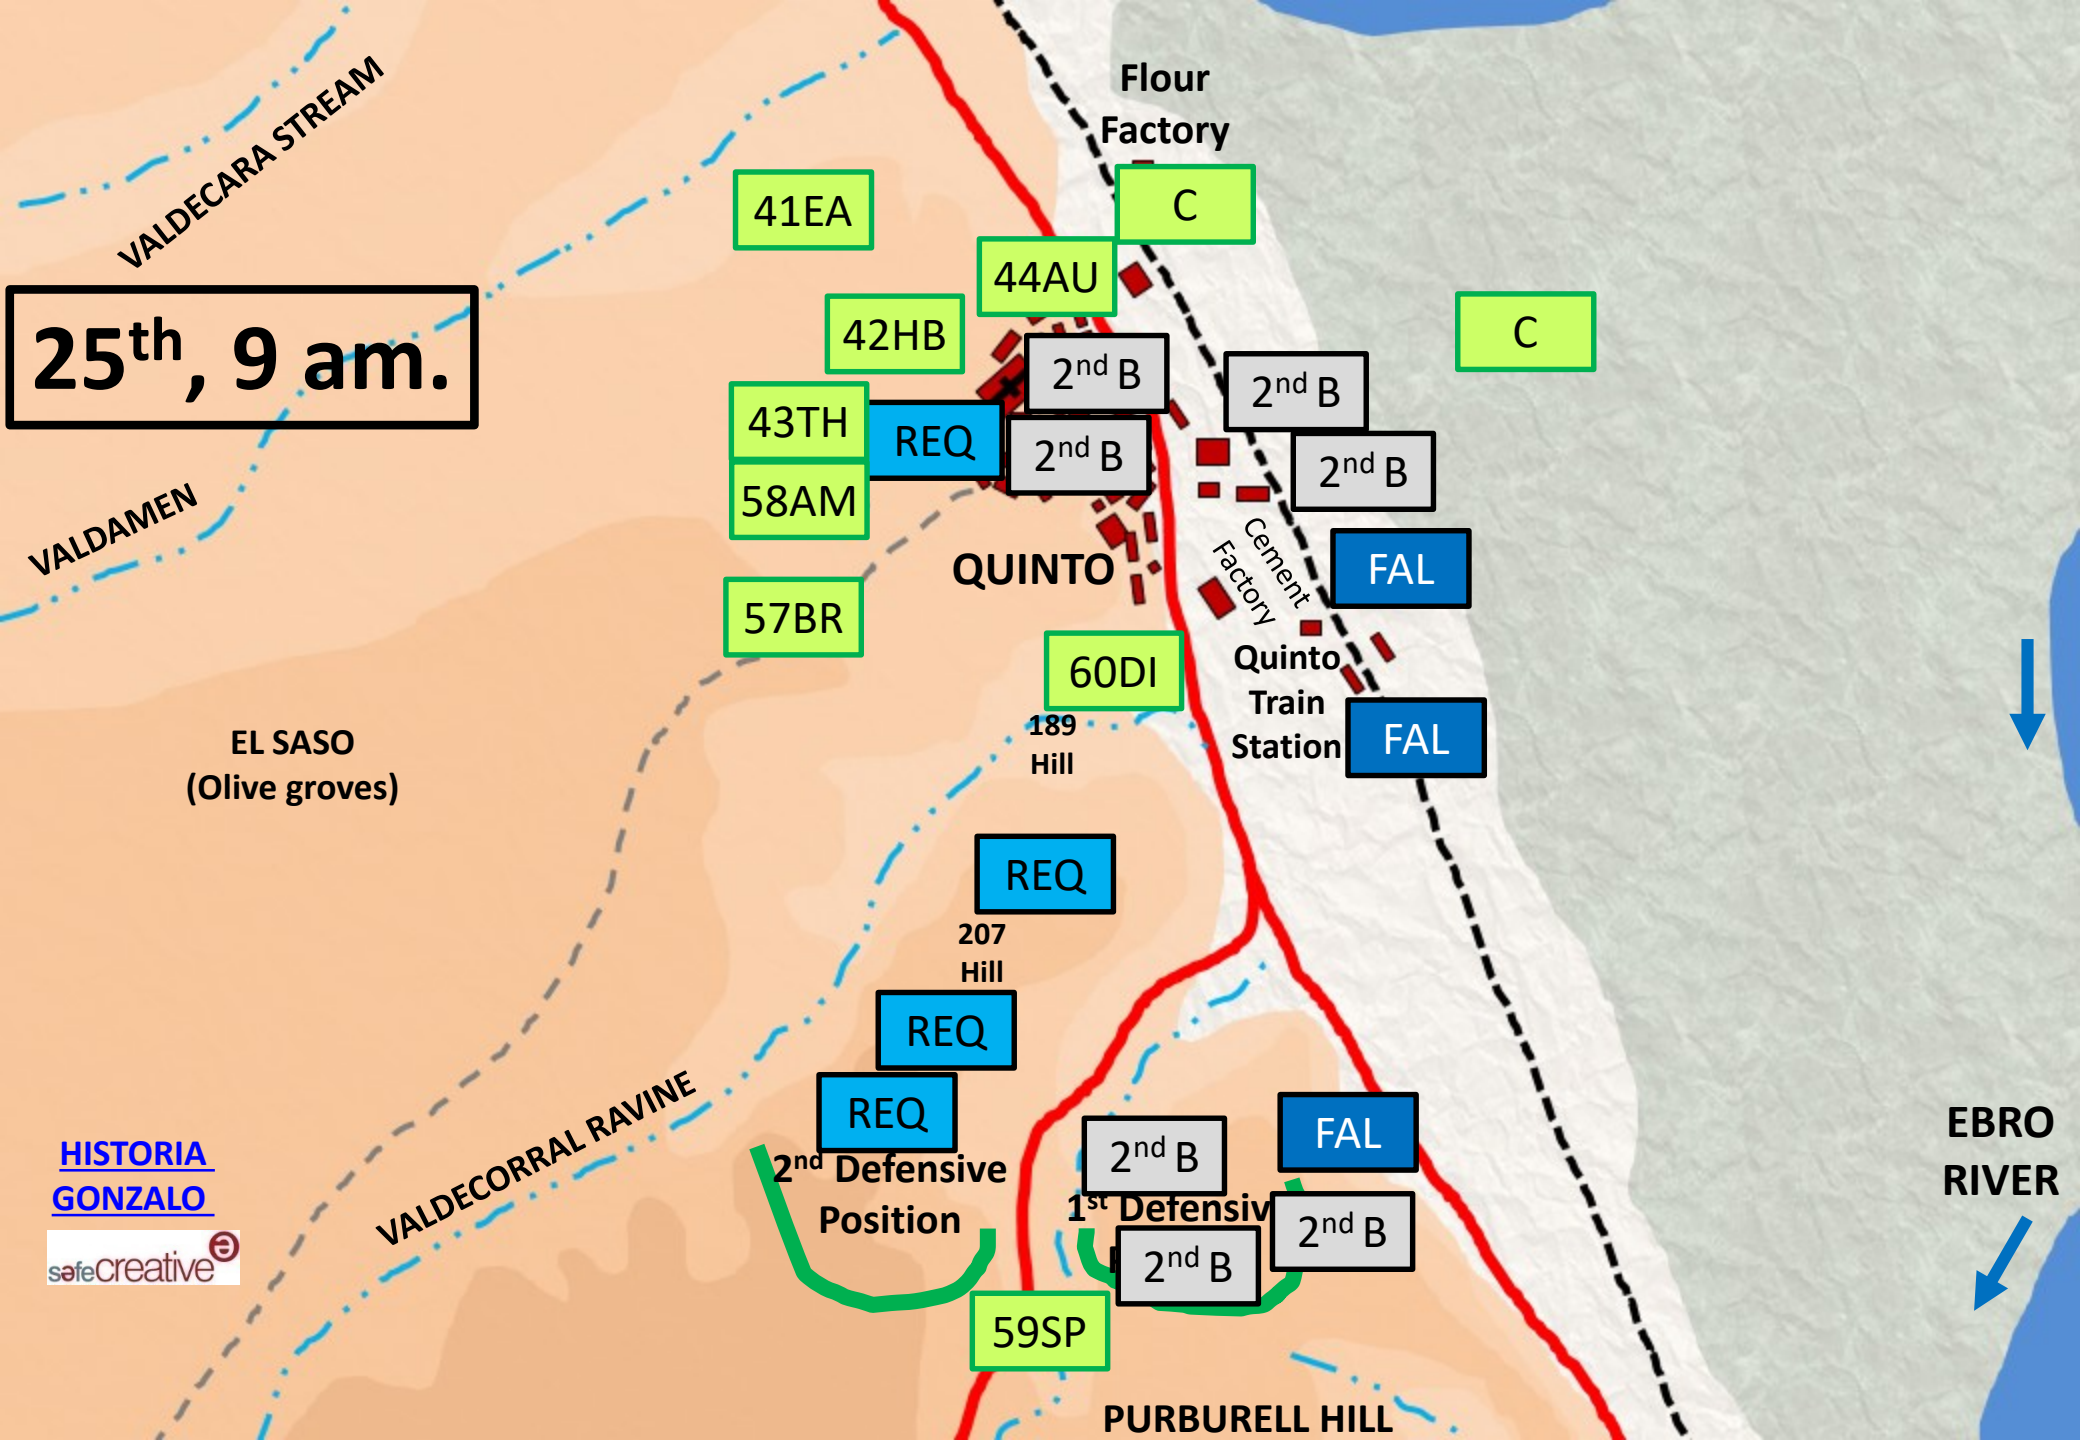 Flour
Factory
VALDECARA STREAM
41EA
C
44AU
25th, 9 am.
42HB
C
2nd B
2nd B
43TH
REQ
2nd B
2nd B
58AM
VALDAMEN
QUINTO
Cement
Factory
FAL
57BR
60DI
Quinto
Train
Station
FAL
189
Hill
EL SASO
(Olive groves)
REQ
207
Hill
REQ
REQ
VALDECORRAL RAVINE
2nd Defensive
Position
2nd B
FAL
1st Defensiv
2nd B
2nd B
HISTORIA
GONZALO
safeCreative
EBRO
RIVER
59SP
PURBURELL HILL